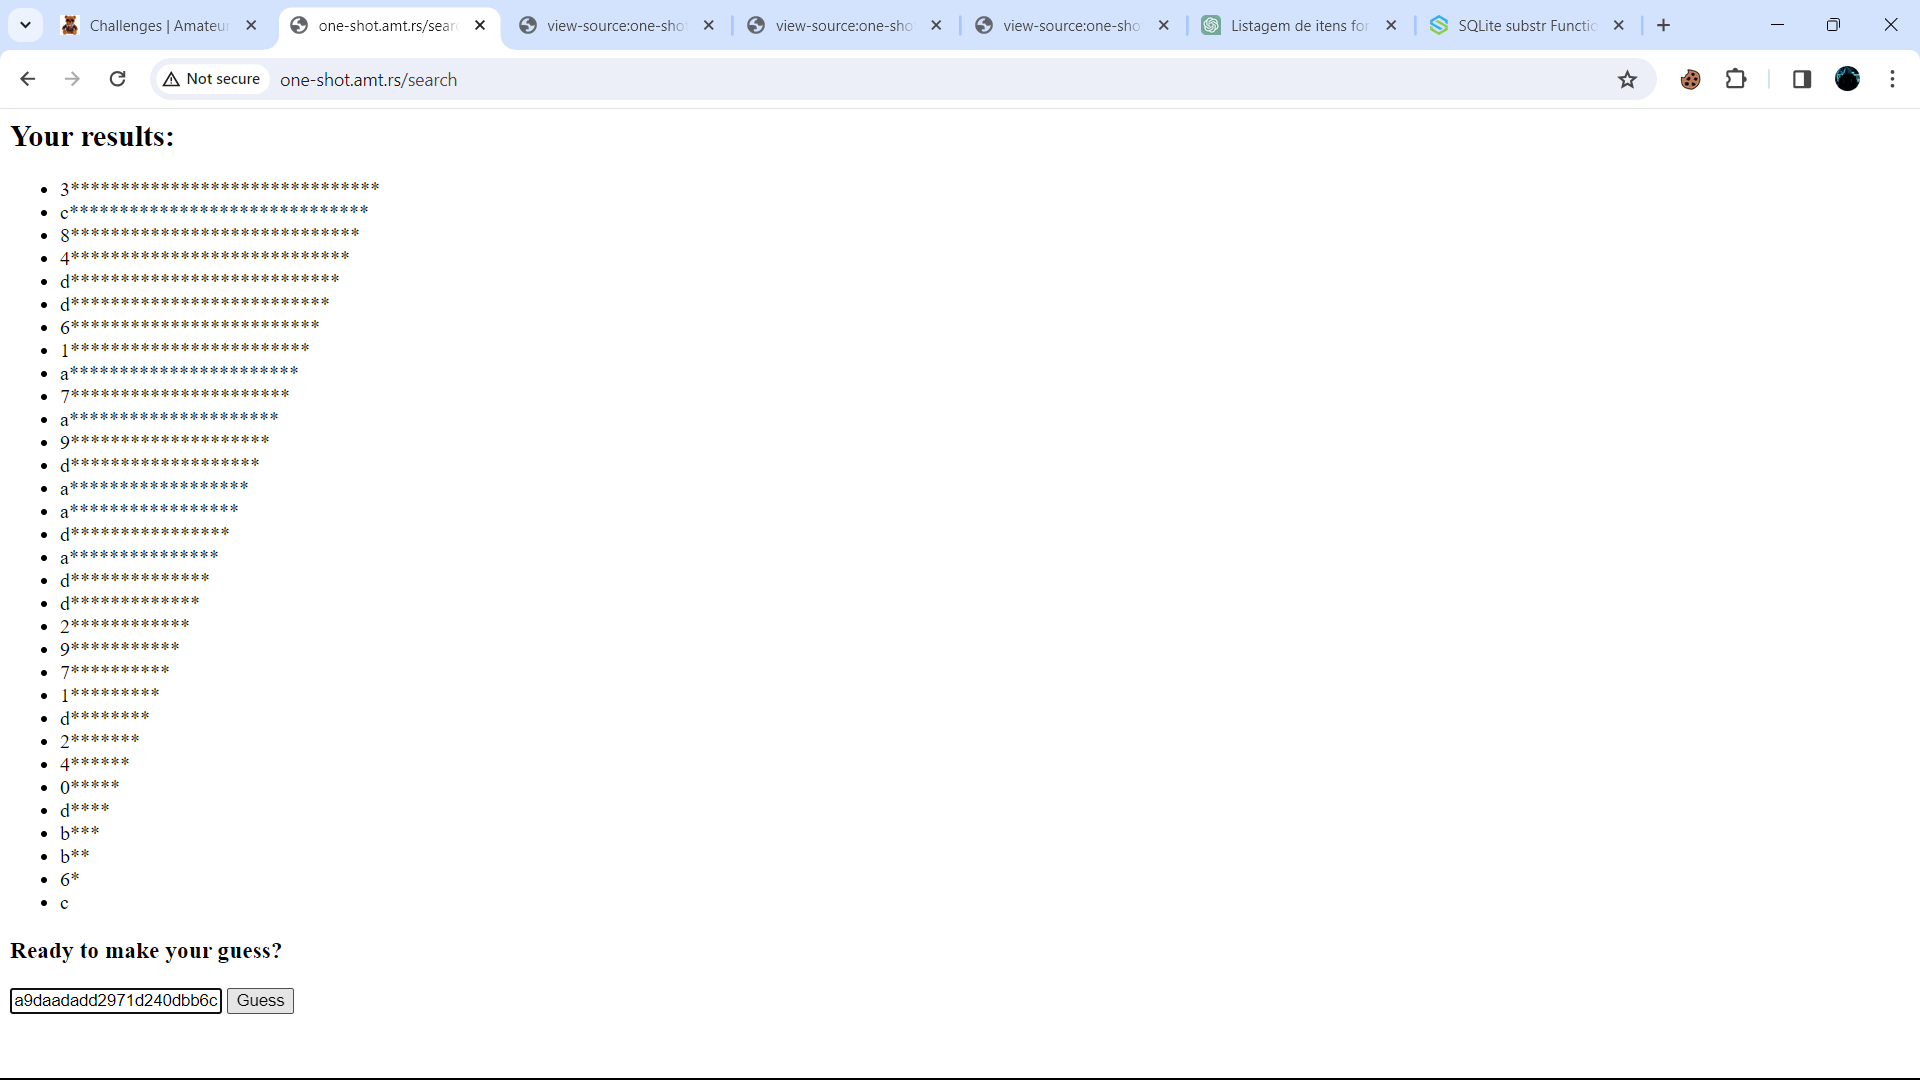 Challenges | Amateur
one-shot.amt.rs/sear
view-source:one-shot
view-source:one-sho
view-source:one-sho
Listagem de itens for
SQLite substr Functio
Not secure
one-shot.amt.rs/search
Your results:
3*******************************
c******************************
8*****************************
4****************************
d***************************
d**************************
6*************************
1************************
a***********************
7**********************
a*********************
9********************
d*******************
a******************
a*****************
d****************
a***************
d**************
d*************
2************
9***********
7**********
1*********
d********
2*******
4******
0*****
d****
b***
b**
6*
c
Ready to make your guess?
a9daadadd2971d240dbb6c Guess